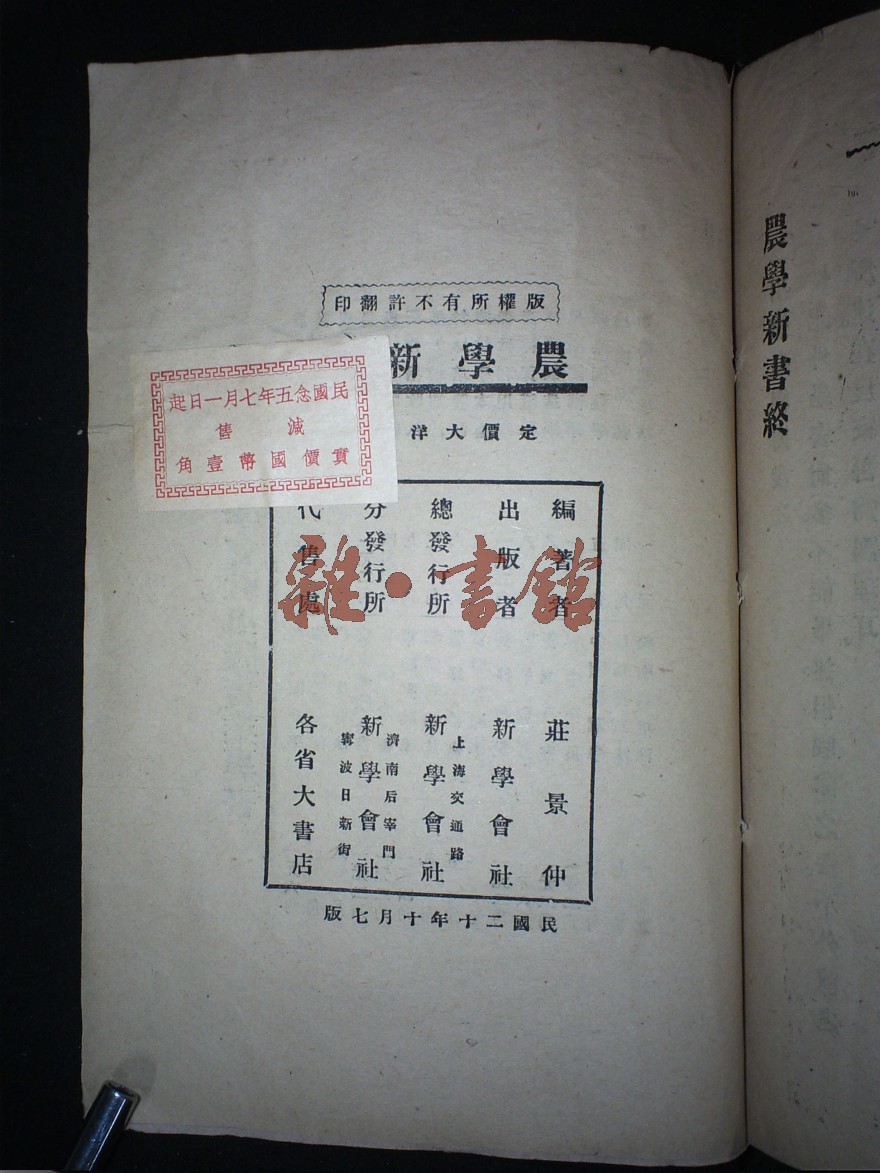 農學新書終
版權所有不許翻印
農學新
定價大洋
民國念五年七月一日起
減售
實價國幣壹角
編著者 莊景仲
出版者 新學會社
總發行所 上海交通路 新學會社
分發行所 濟南后宰門 新學會社 寗波日新街
代售處 各省大書店
民國二十年十月七版
雜·書館